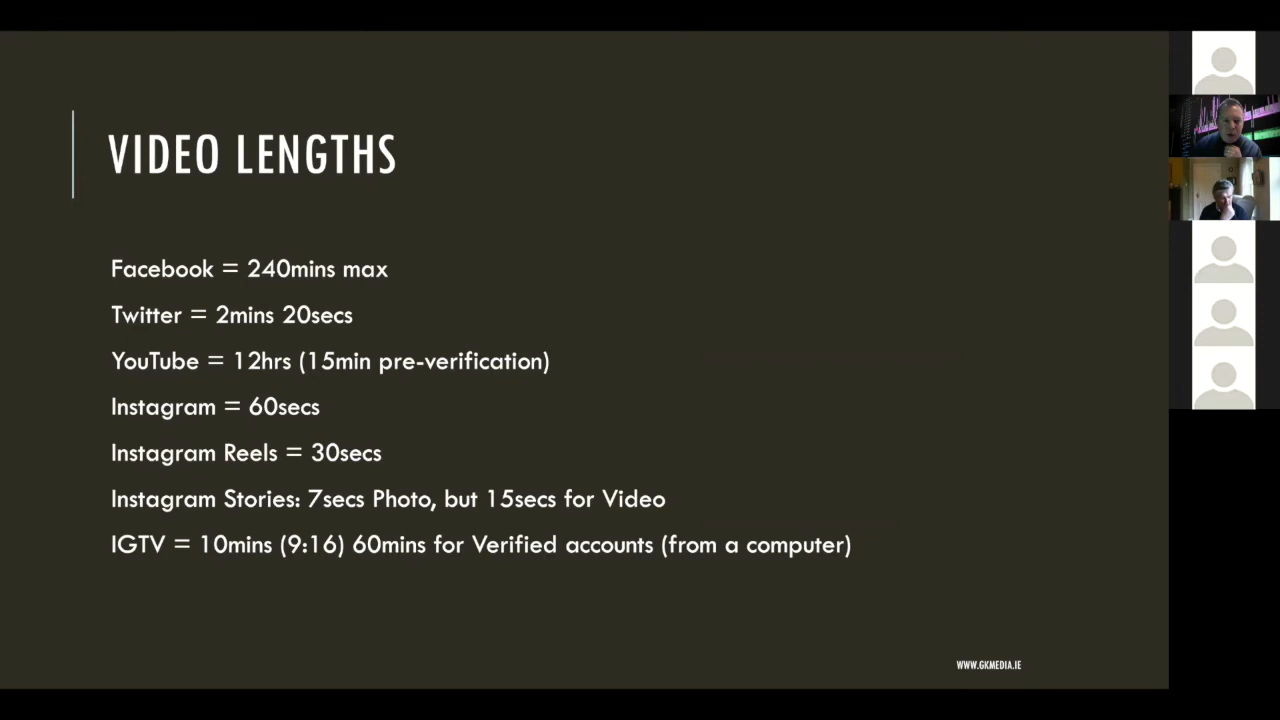 VIDEO LENGTHS
Facebook = 240mins max
Twitter = 2mins 20secs
YouTube = 12hrs (15min pre-verification)
Instagram = 60secs
Instagram Reels = 30secs
Instagram Stories: 7secs Photo, but 15secs for Video
IGTV = 10mins (9:16) 60mins for Verified accounts (from a computer)
WWW.GKMEDIA.IE